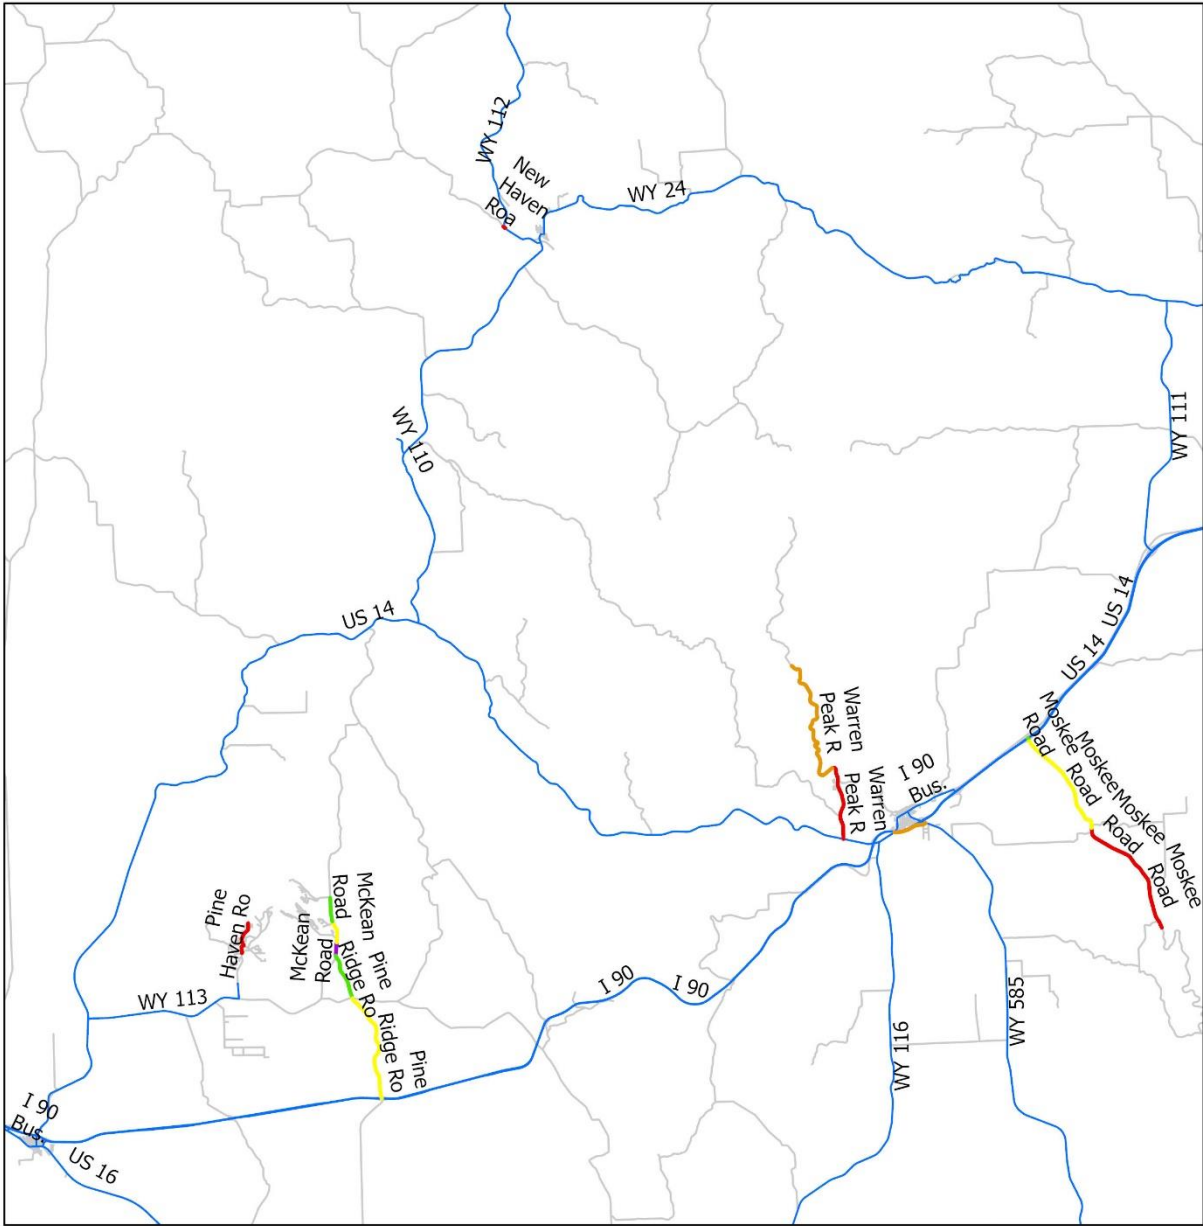 WY 112
New
Haven
Roa
WY 24
WY 111
WY 110
US 14
US 14
US 14
Warren
Peak R
Warren
Peak R
I 90
Bus.
Moskee
Road
Moskee
Road
Moskee
Road
Moskee
Road
Pine
Haven Ro
McKean
Road
McKean
Road
Pine
Ridge Ro
Pine
Ridge Ro
WY 113
I 90
I 90
WY 116
WY 585
I 90
Bus.
US 16